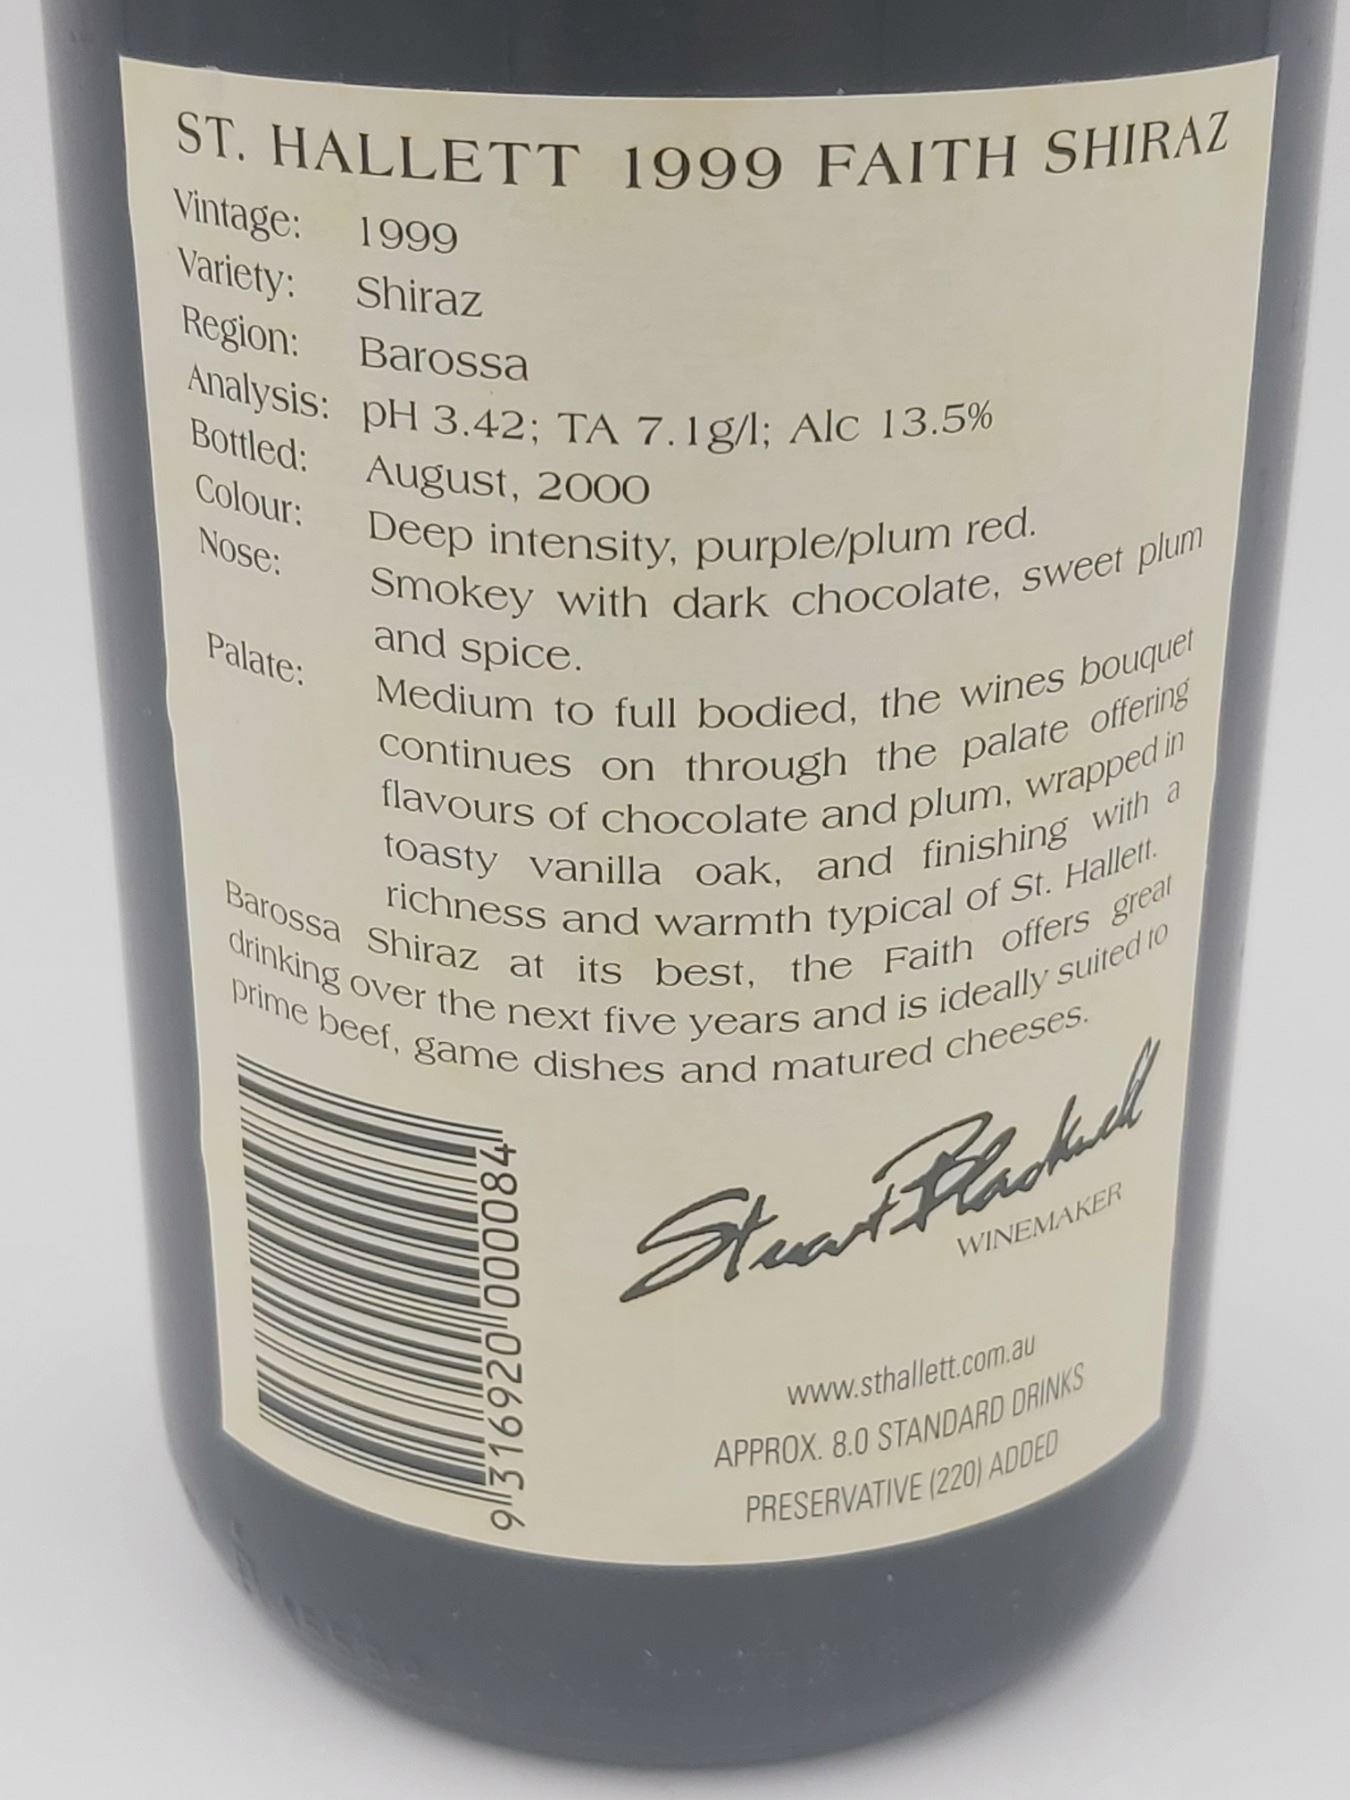 ST. HALLETT 1999 FAITH SHIRAZ
Vintage: 1999
Variety: Shiraz
Region: Barossa
Analysis: pH 3.42; TA 7.1g/l; Alc 13.5%
Bottled: August, 2000
Colour: Deep intensity, purple/plum red.
Nose: Smokey with dark chocolate, sweet plum
and spice.
Palate: Medium to full bodied, the wines bouquet
continues on through the palate offering
flavours of chocolate and plum, wrapped in
toasty vanilla oak, and finishing with a
richness and warmth typical of St. Hallett.
Barossa Shiraz at its best, the Faith offers great
drinking over the next five years and is ideally suited to
prime beef, game dishes and matured cheeses.
Stuart Blackwell
WINEMAKER
9 316920 000084
www.sthallett.com.au
APPROX. 8.0 STANDARD DRINKS
PRESERVATIVE (220) ADDED